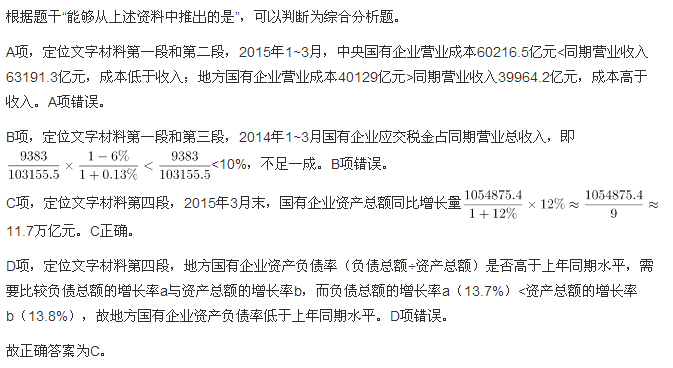 根据题干“能够从上述资料中推出的是”，可以判断为综合分析题。
A项，定位文字材料第一段和第二段，2015年1~3月，中央国有企业营业成本60216.5亿元<同期营业收入
63191.3亿元，成本低于收入；地方国有企业营业成本40129亿元>同期营业收入39964.2亿元，成本高于
收入。A项错误。
B项，定位文字材料第一段和第三段，2014年1~3月国有企业应交税金占同期营业总收入，即
9383/103155.5 × (1−6%)/(1+0.13%) < 9383/103155.5<10%，不足一成。B项错误。
C项，定位文字材料第四段，2015年3月末，国有企业资产总额同比增长量1054875.4/(1+12%) × 12% ≈ 1054875.4/9 ≈
11.7万亿元。C正确。
D项，定位文字材料第四段，地方国有企业资产负债率（负债总额÷资产总额）是否高于上年同期水平，需
要比较负债总额的增长率a与资产总额的增长率b，而负债总额的增长率a（13.7%）<资产总额的增长率
b（13.8%），故地方国有企业资产负债率低于上年同期水平。D项错误。
故正确答案为C。